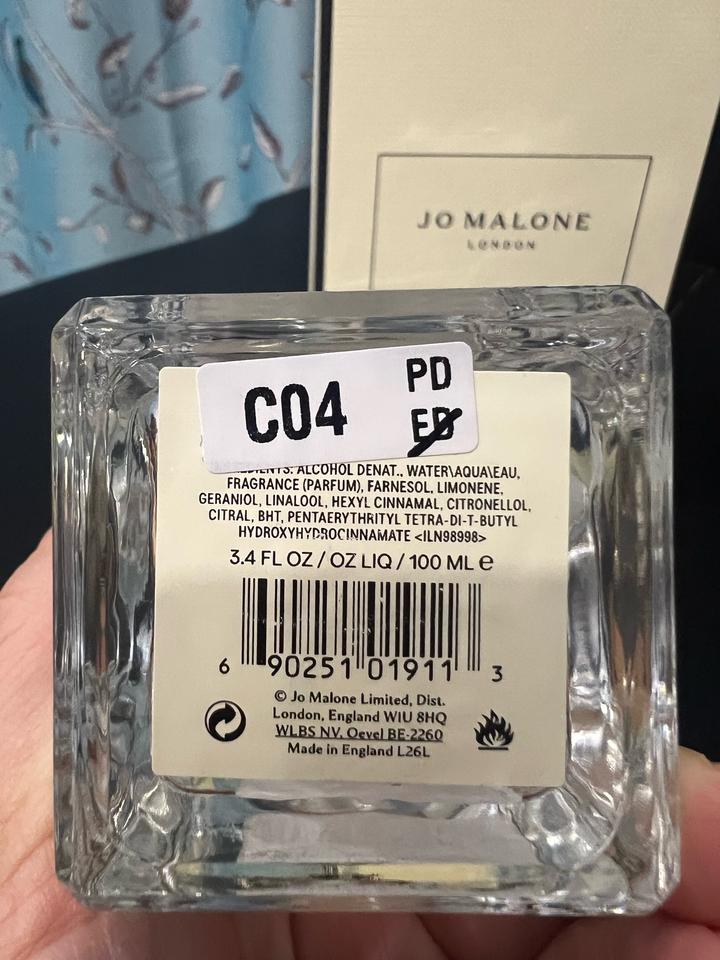 JO MALONE
LONDON
C04
PD
EB
ALCOHOL DENAT., WATER\AQUA\EAU,
FRAGRANCE (PARFUM), FARNESOL, LIMONENE,
GERANIOL, LINALOOL, HEXYL CINNAMAL, CITRONELLOL,
CITRAL, BHT, PENTAERYTHRITYL TETRA-DI-T-BUTYL
HYDROXYHYDROCINNAMATE <ILN98998>
3.4 FL OZ / OZ LIQ / 100 ML e
6 90251 01911 3
© Jo Malone Limited, Dist.
London, England W1U 8HQ
WLBS NV. Oevel BE-2260
Made in England L26L